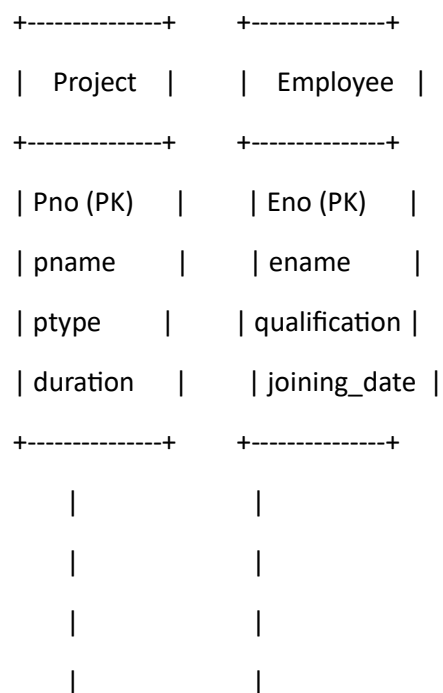 +---------------+ +---------------+
| Project | | Employee |
+---------------+ +---------------+
| Pno (PK) | | Eno (PK) |
| pname | | ename |
| ptype | | qualification |
| duration | | joining_date |
+---------------+ +---------------+
| |
| |
| |
| |